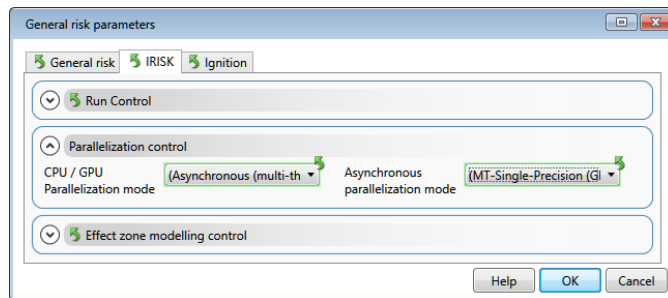 General risk parameters
General risk
IRISK
Ignition
Run Control
Parallelization control
CPU / GPU
Parallelization mode
(Asynchronous (multi-th
Asynchronous
parallelization mode
(MT-Single-Precision (GI
Effect zone modelling control
Help
OK
Cancel